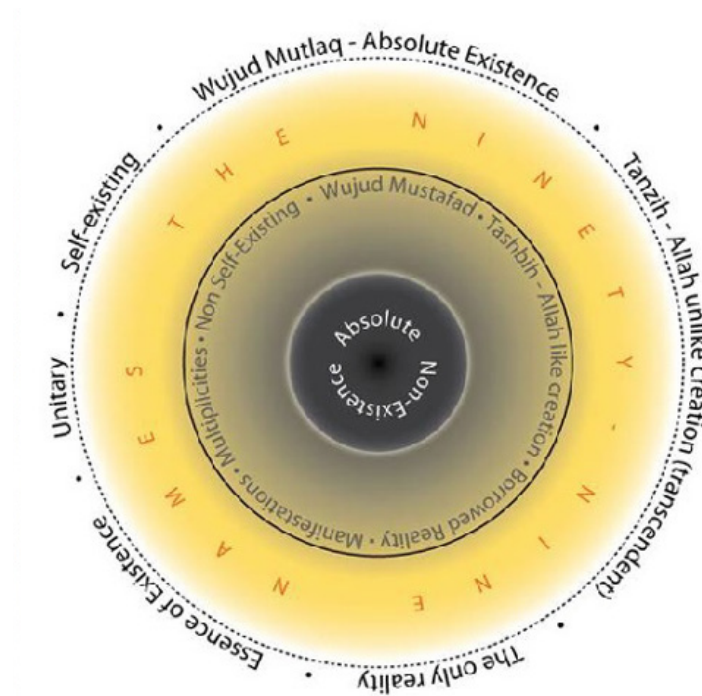 Wujud Mutlaq - Absolute Existence • Tanzih - Allah unlike creation (transcendent) • The only reality • Essence of Existence • Unitary • Self-existing •
THE NINETY-NINE NAMES
Wujud Mustafad • Tashbih - Allah like creation • Borrowed Reality • Manifestations • Multiplicities • Non Self-Existing •
Absolute Non-Existence